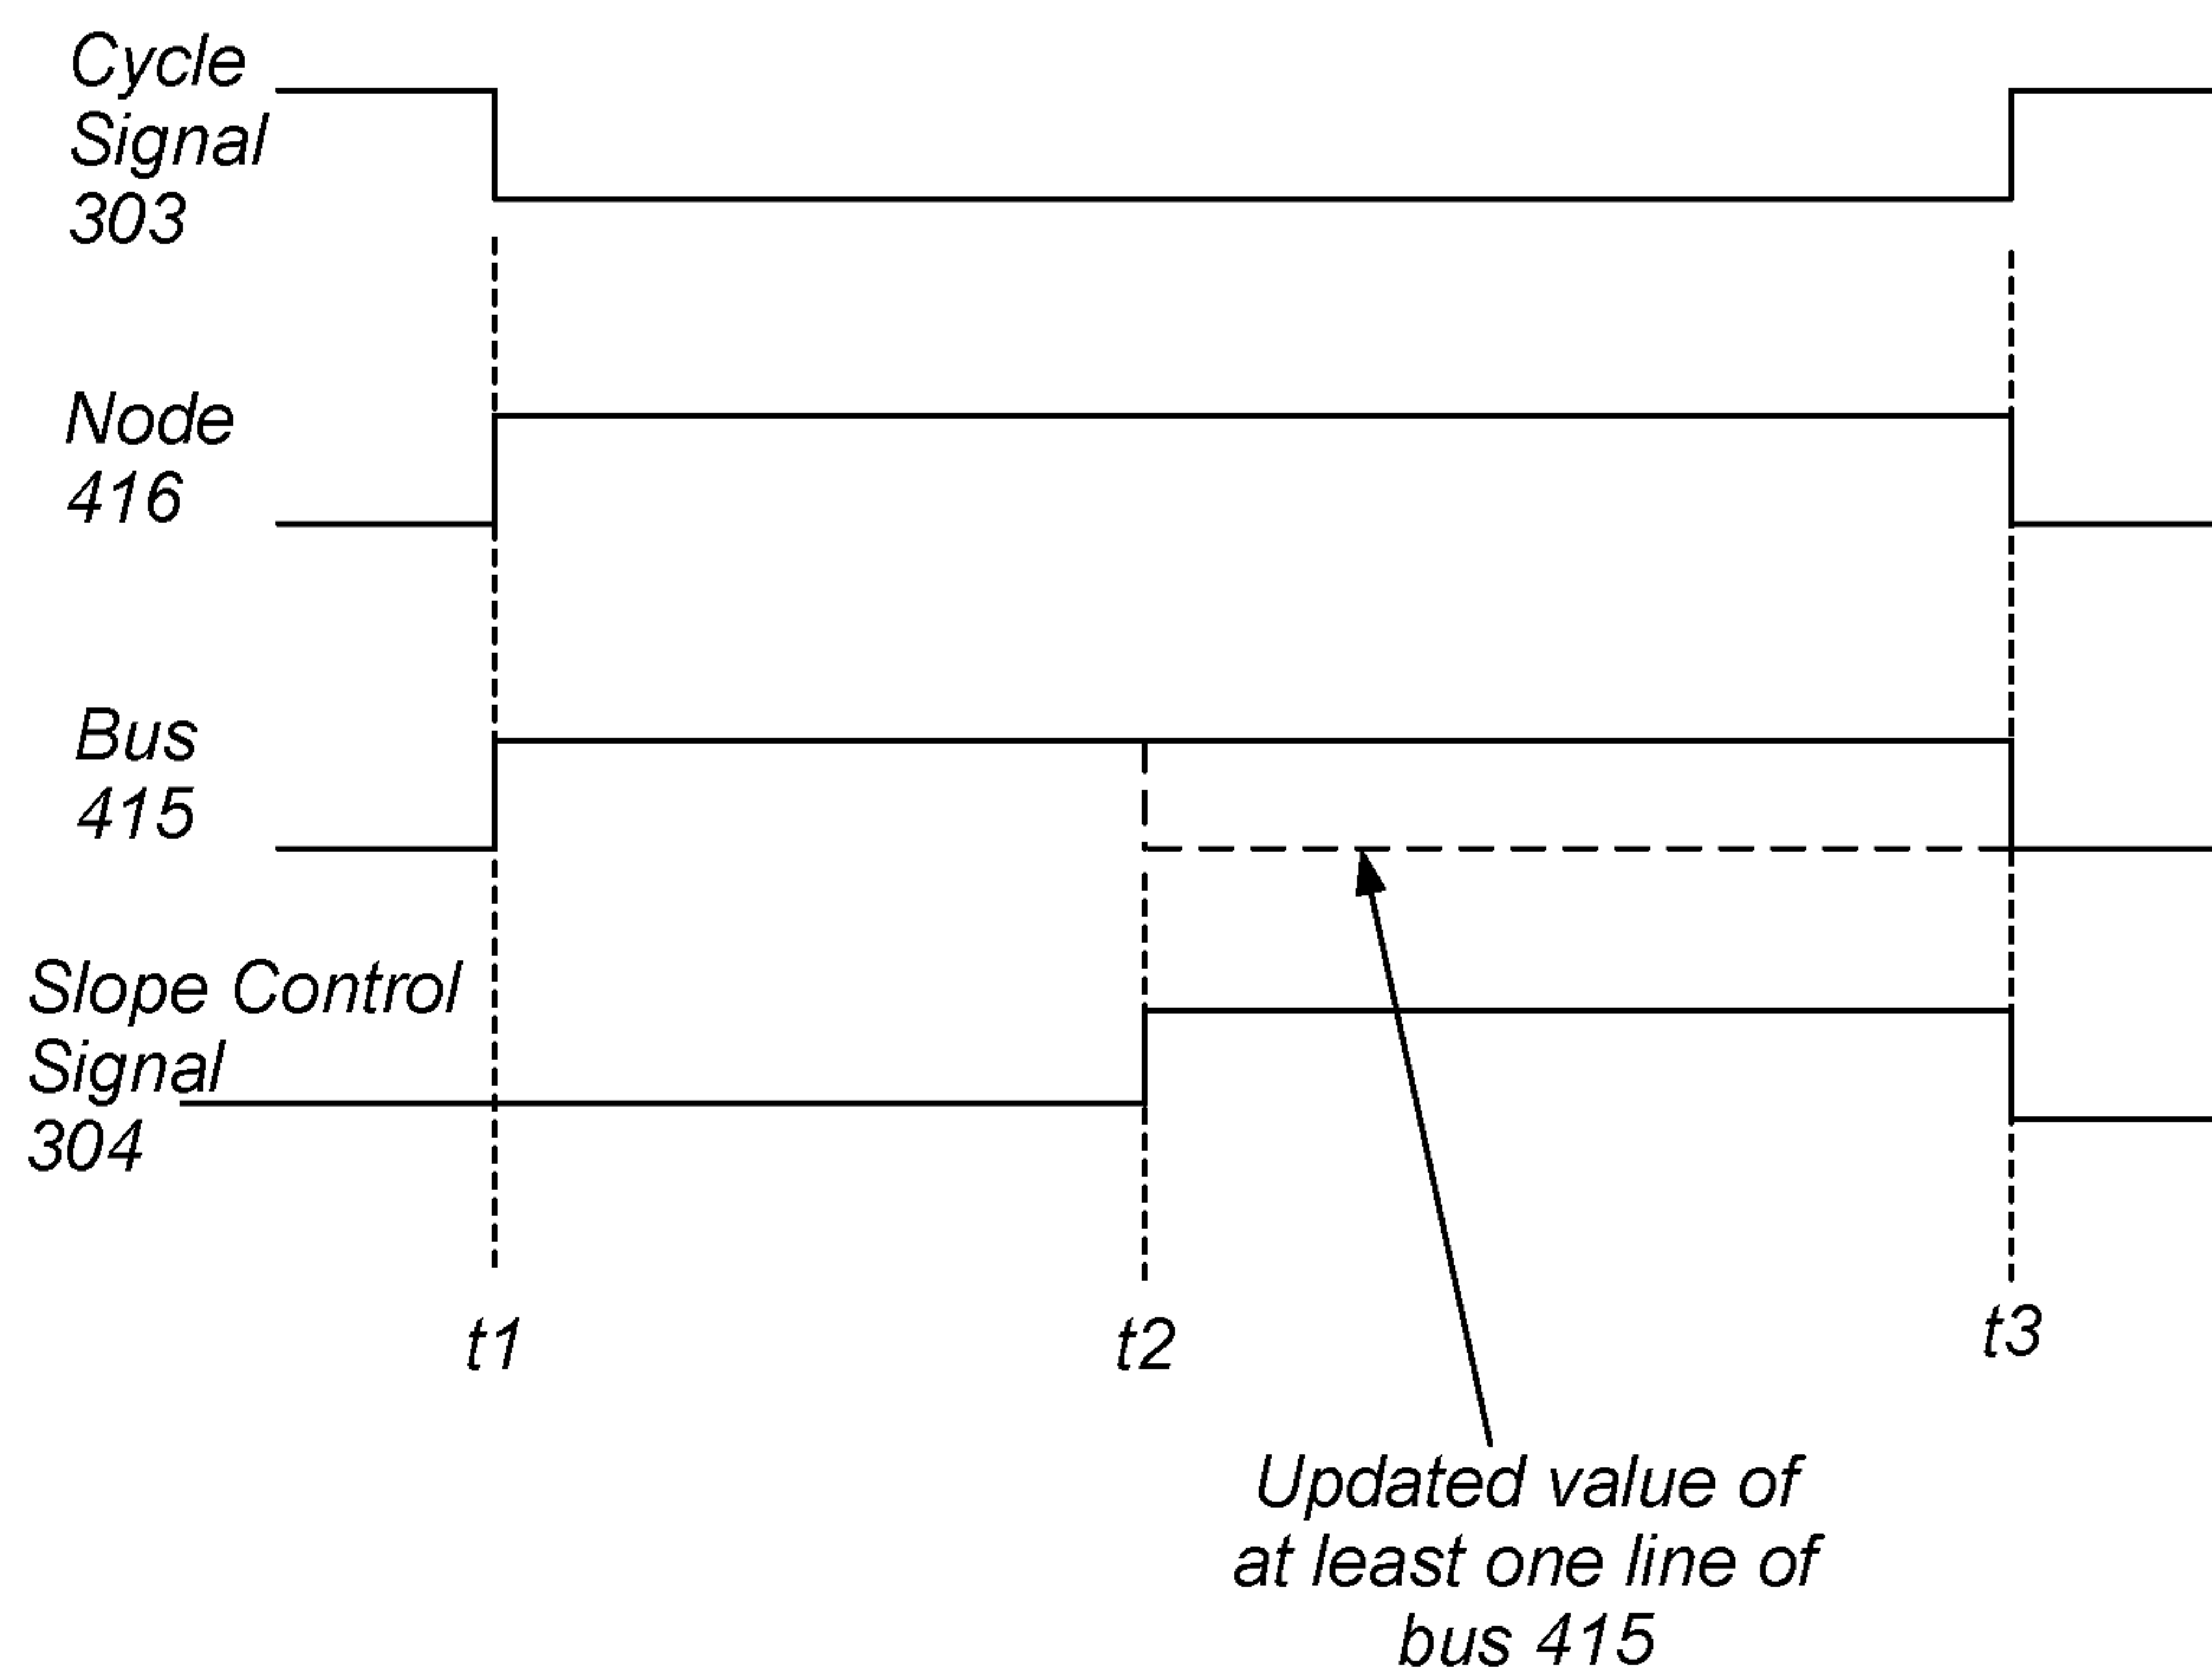 Cycle
Signal
303
Node
416
Bus
415
Slope Control
Signal
304
t1
t2
t3
Updated value of
at least one line of
bus 415